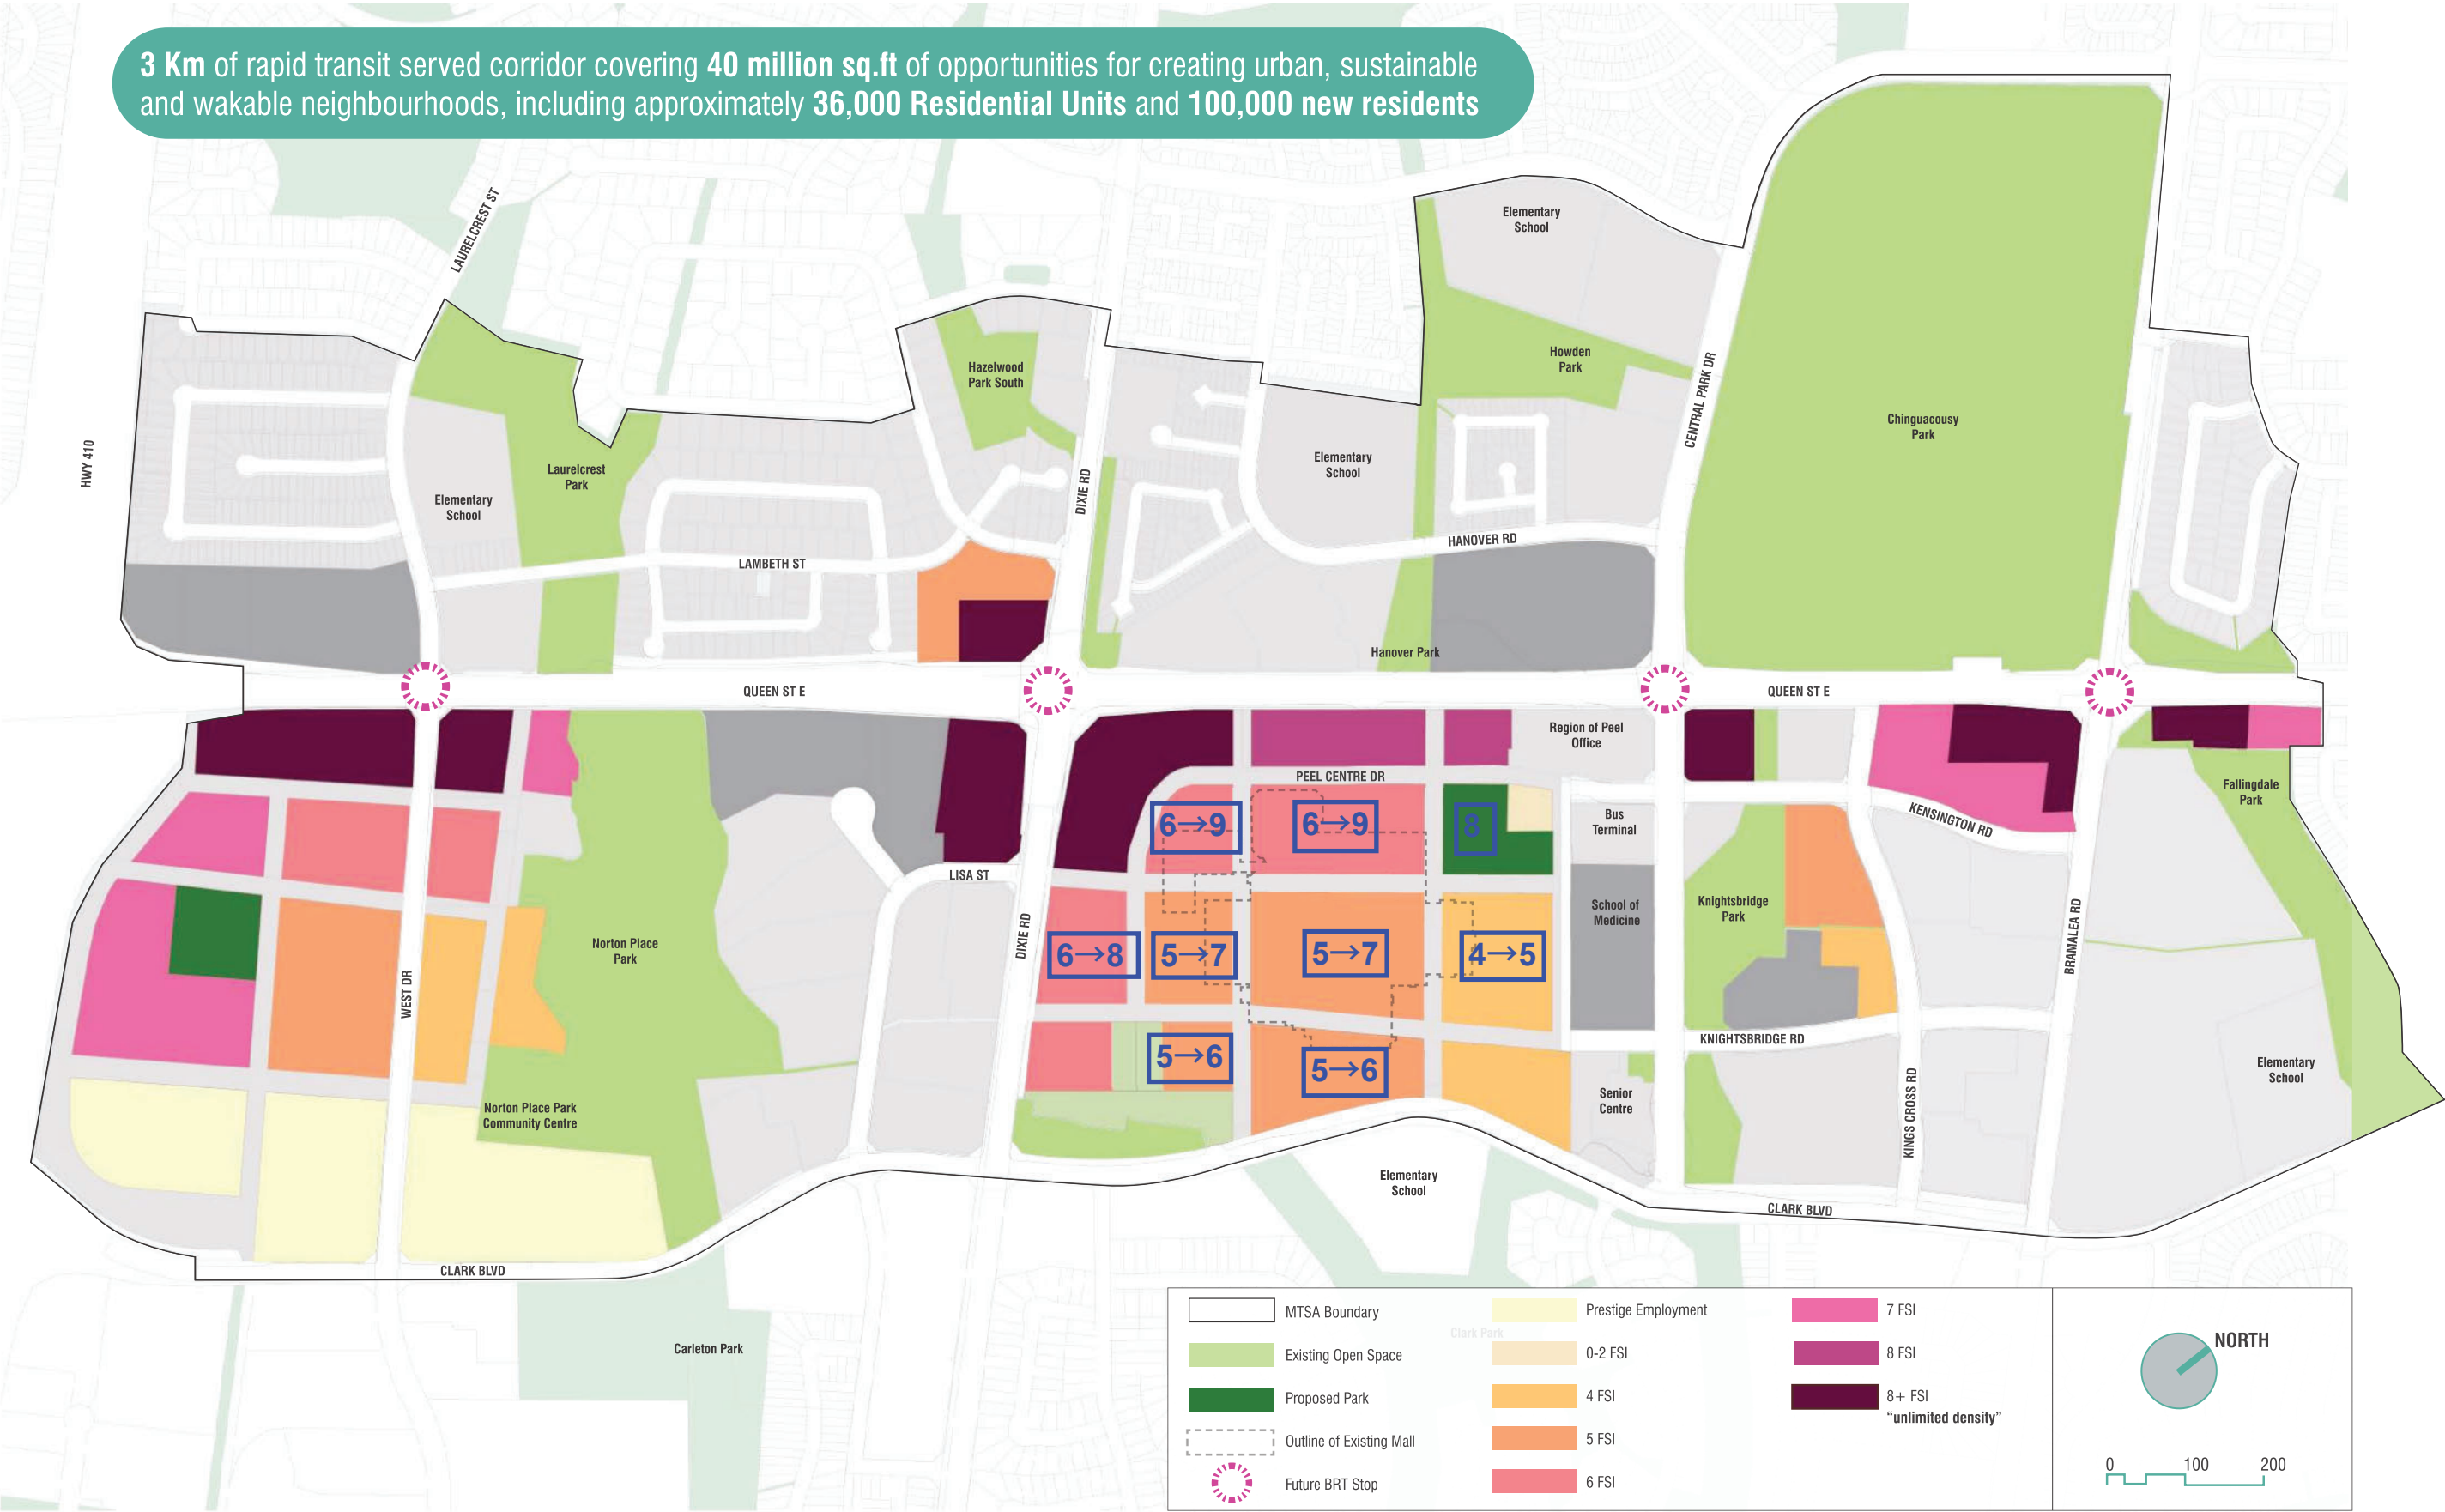 3 Km of rapid transit served corridor covering 40 million sq.ft of opportunities for creating urban, sustainable
and wakable neighbourhoods, including approximately 36,000 Residential Units and 100,000 new residents
LAURELCREST ST
Elementary
School
HWY 410
Hazelwood
Park South
Howden
Park
CENTRAL PARK DR
Chinguacousy
Park
Laurelcrest
Park
Elementary
School
Elementary
School
DIXIE RD
LAMBETH ST
HANOVER RD
Hanover Park
QUEEN ST E
QUEEN ST E
Region of Peel
Office
PEEL CENTRE DR
Fallingdale
Park
KENSINGTON RD
6→9
6→9
8
Bus
Terminal
LISA ST
School of
Medicine
Knightsbridge
Park
BRAMALEA RD
Norton Place
Park
DIXIE RD
WEST DR
6→8
5→7
5→7
4→5
KNIGHTSBRIDGE RD
5→6
5→6
Elementary
School
KINGS CROSS RD
Senior
Centre
Norton Place Park
Community Centre
Elementary
School
CLARK BLVD
CLARK BLVD
Carleton Park
Clark Park
MTSA Boundary
Existing Open Space
Proposed Park
Outline of Existing Mall
Future BRT Stop
Prestige Employment
0-2 FSI
4 FSI
5 FSI
6 FSI
7 FSI
8 FSI
8+ FSI
“unlimited density”
NORTH
0 100 200